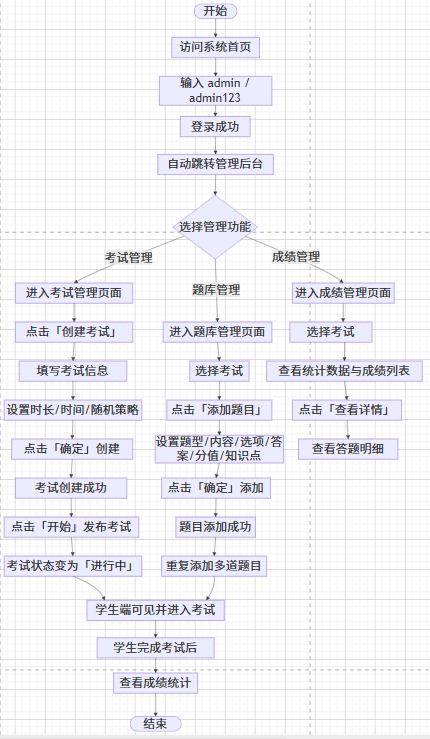 开始
访问系统首页
输入 admin /
admin123
登录成功
自动跳转管理后台
选择管理功能
考试管理
题库管理
成绩管理
进入考试管理页面
点击「创建考试」
填写考试信息
设置时长/时间/随机策略
点击「确定」创建
考试创建成功
点击「开始」发布考试
考试状态变为「进行中」
进入题库管理页面
选择考试
点击「添加题目」
设置题型/内容/选项/答
案/分值/知识点
点击「确定」添加
题目添加成功
重复添加多道题目
进入成绩管理页面
选择考试
查看统计数据与成绩列表
点击「查看详情」
查看答题明细
学生端可见并进入考试
学生完成考试后
查看成绩统计
结束